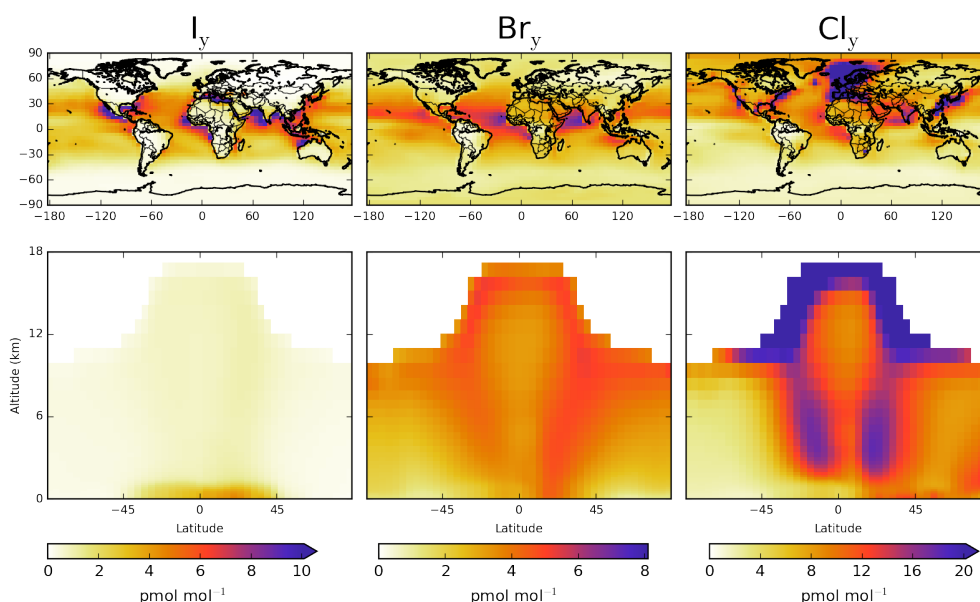 I_y Br_y Cl_y
90
60
30
0
−30
−60
−90
−180 −120 −60 0 60 120 −180 −120 −60 0 60 120 −180 −120 −60 0 60 120
18
12
6
0
Altitude (km)
−45 0 45 −45 0 45 −45 0 45
Latitude Latitude Latitude
0 2 4 6 8 10 0 2 4 6 8 0 4 8 12 16 20
pmol mol⁻¹ pmol mol⁻¹ pmol mol⁻¹